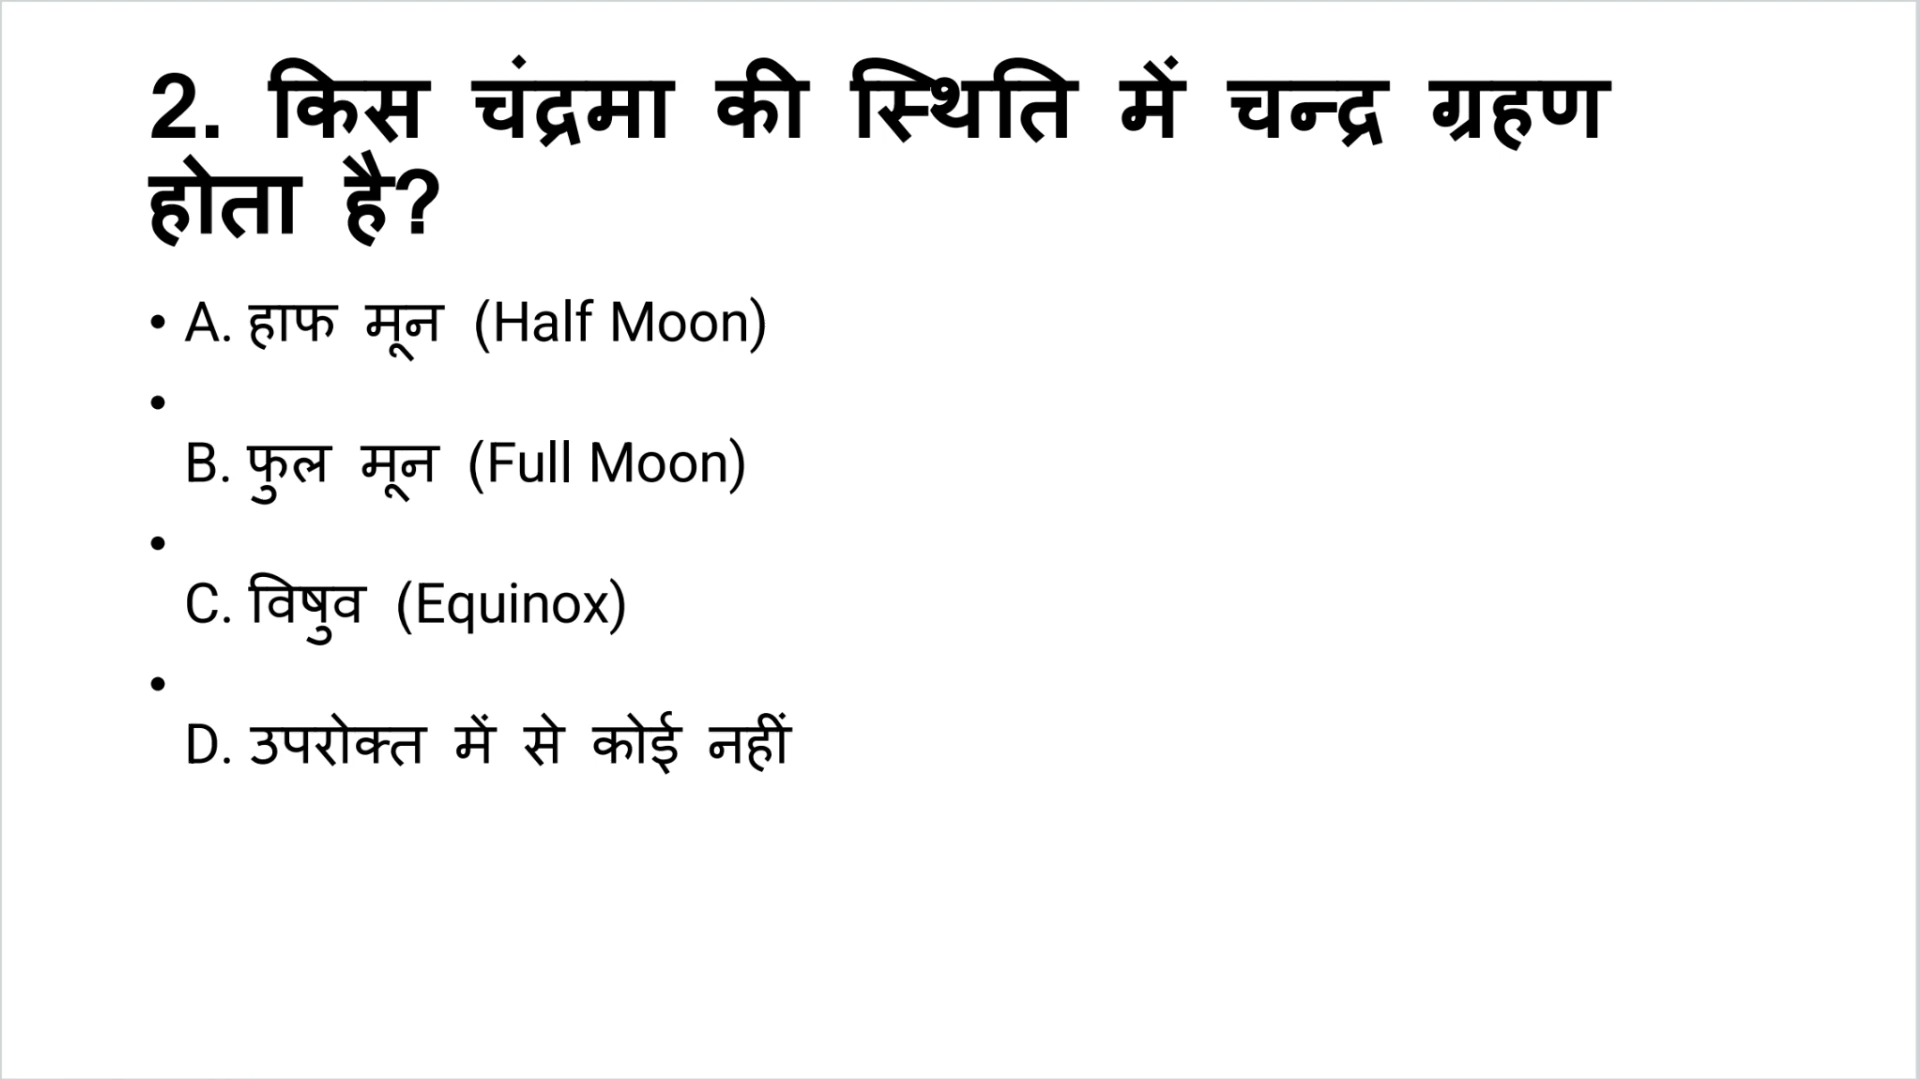 2. किस चंद्रमा की स्थिति में चन्द्र ग्रहण
होता है?
• A. हाफ मून (Half Moon)
•
B. फुल मून (Full Moon)
•
C. विषुव (Equinox)
•
D. उपरोक्त में से कोई नहीं